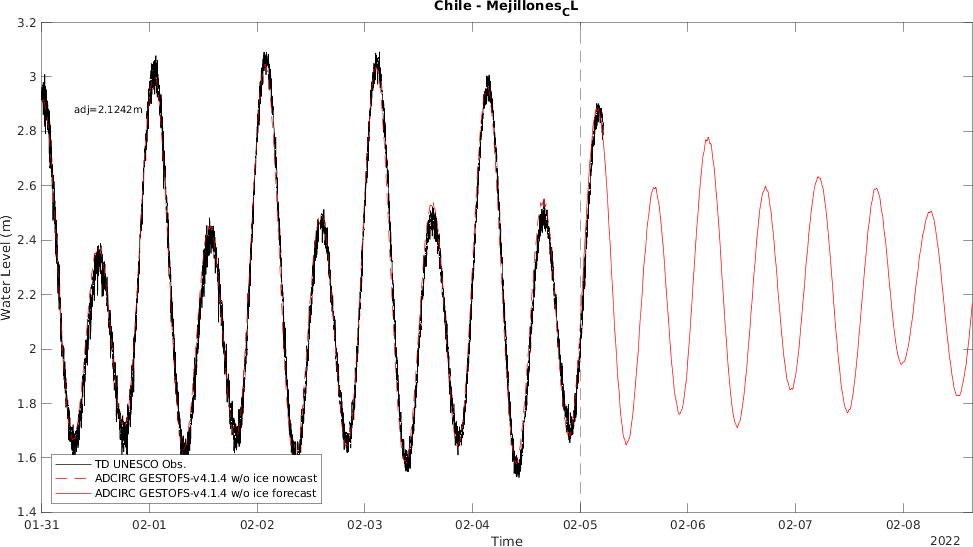 Chile - Mejillones_CL
3.2
3
2.8
2.6
2.4
2.2
2
1.8
1.6
1.4
Water Level (m)
adj=2.1242m
TD UNESCO Obs.
ADCIRC GESTOFS-v4.1.4 w/o ice nowcast
ADCIRC GESTOFS-v4.1.4 w/o ice forecast
01-31 02-01 02-02 02-03 02-04 02-05 02-06 02-07 02-08
Time
2022